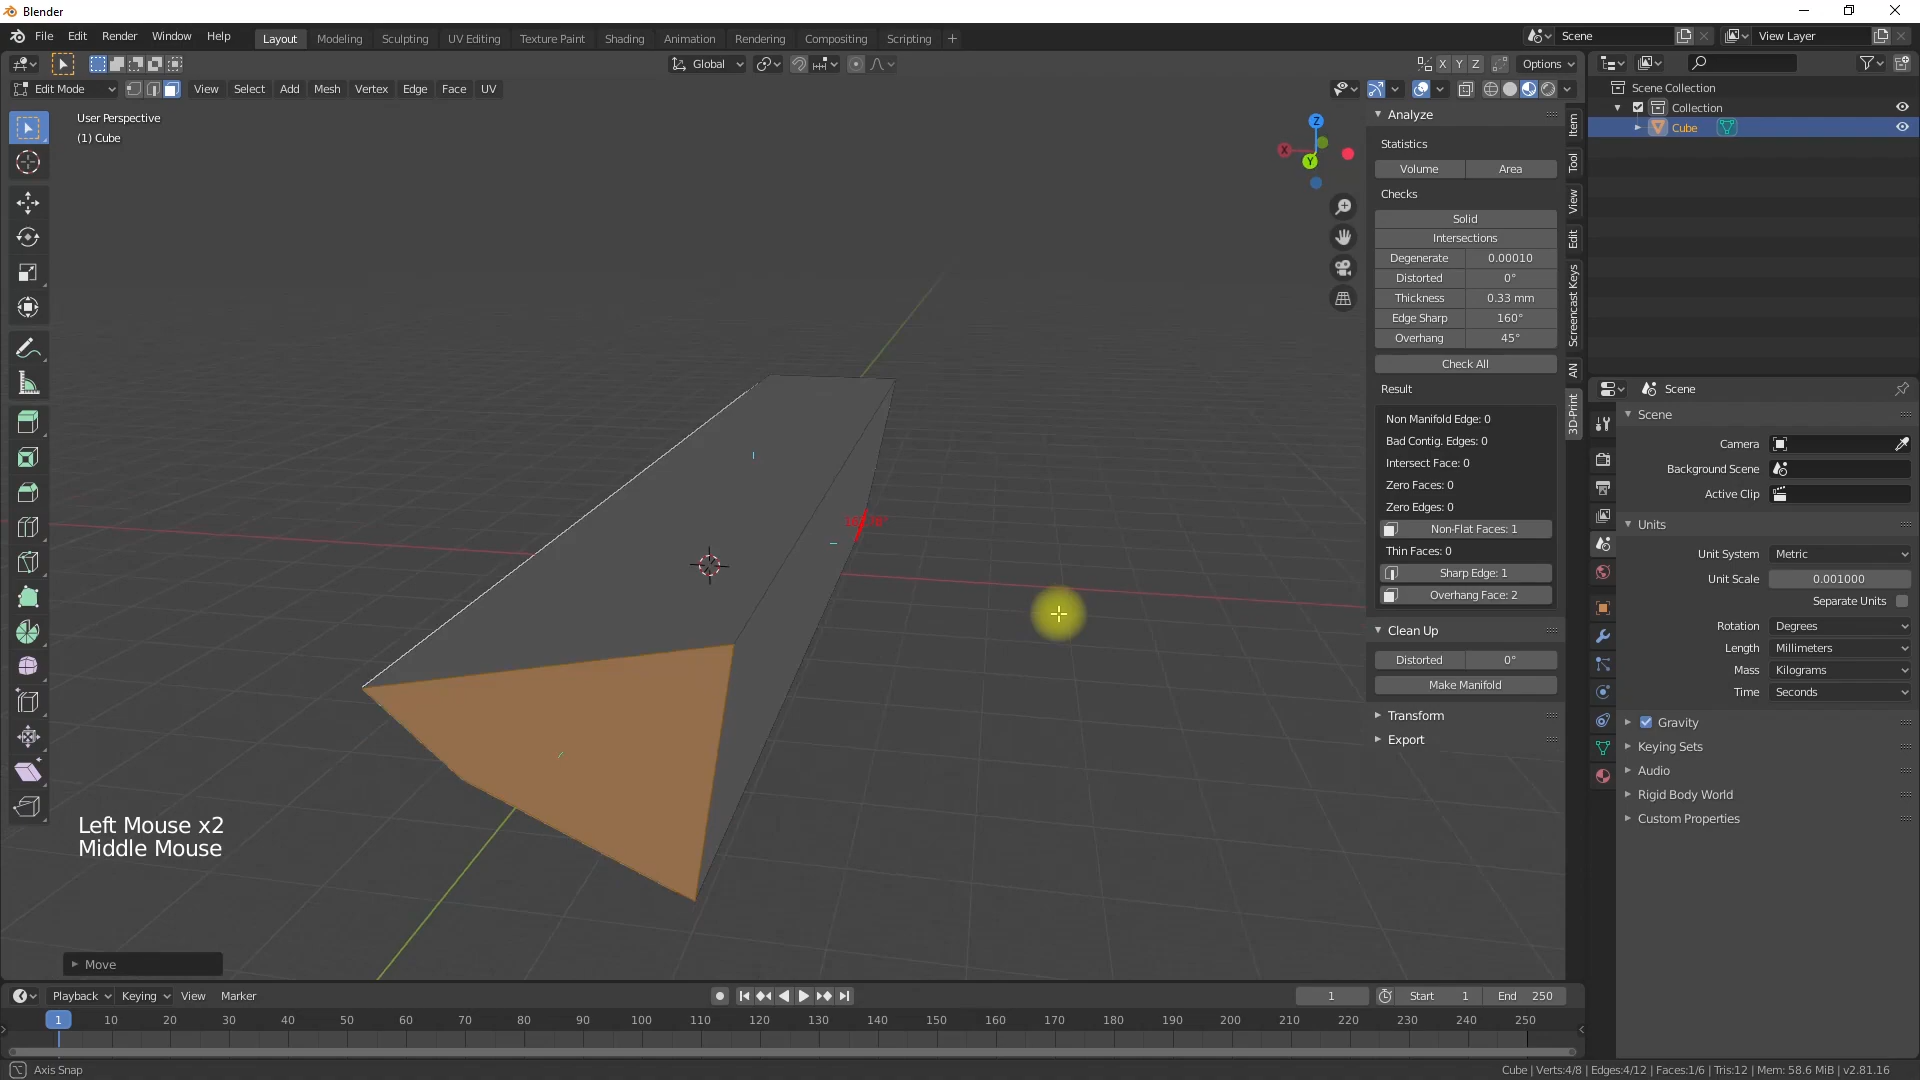 Blender
File Edit Render Window Help
Layout Modeling Sculpting UV Editing Texture Paint Shading Animation Rendering Compositing Scripting
Scene
View Layer
Global
X Y Z
Options
Edit Mode
View Select Add Mesh Vertex Edge Face UV
User Perspective
(1) Cube
Z
X
Y
Analyze
Statistics
Volume
Area
Checks
Solid
Intersections
Degenerate 0.00010
Distorted 0°
Thickness 0.33 mm
Edge Sharp 160°
Overhang 45°
Check All
Result
Non Manifold Edge: 0
Bad Contig. Edges: 0
Intersect Face: 0
Zero Faces: 0
Zero Edges: 0
Non-Flat Faces: 1
Thin Faces: 0
Sharp Edge: 1
Overhang Face: 2
Clean Up
Distorted 0°
Make Manifold
Transform
Export
Item
Tool
View
Edit
Screencast Keys
AN
3D-Print
Scene Collection
Collection
Cube
Scene
Scene
Camera
Background Scene
Active Clip
Units
Unit System Metric
Unit Scale 0.001000
Separate Units
Rotation Degrees
Length Millimeters
Mass Kilograms
Time Seconds
Gravity
Keying Sets
Audio
Rigid Body World
Custom Properties
Left Mouse x2
Middle Mouse
Move
Playback Keying View Marker
1
Start 1
End 250
1 10 20 30 40 50 60 70 80 90 100 110 120 130 140 150 160 170 180 190 200 210 220 230 240 250
Axis Snap
Cube | Verts:4/8 | Edges:4/12 | Faces:1/6 | Tris:12 | Mem: 58.6 MiB | v2.81.16